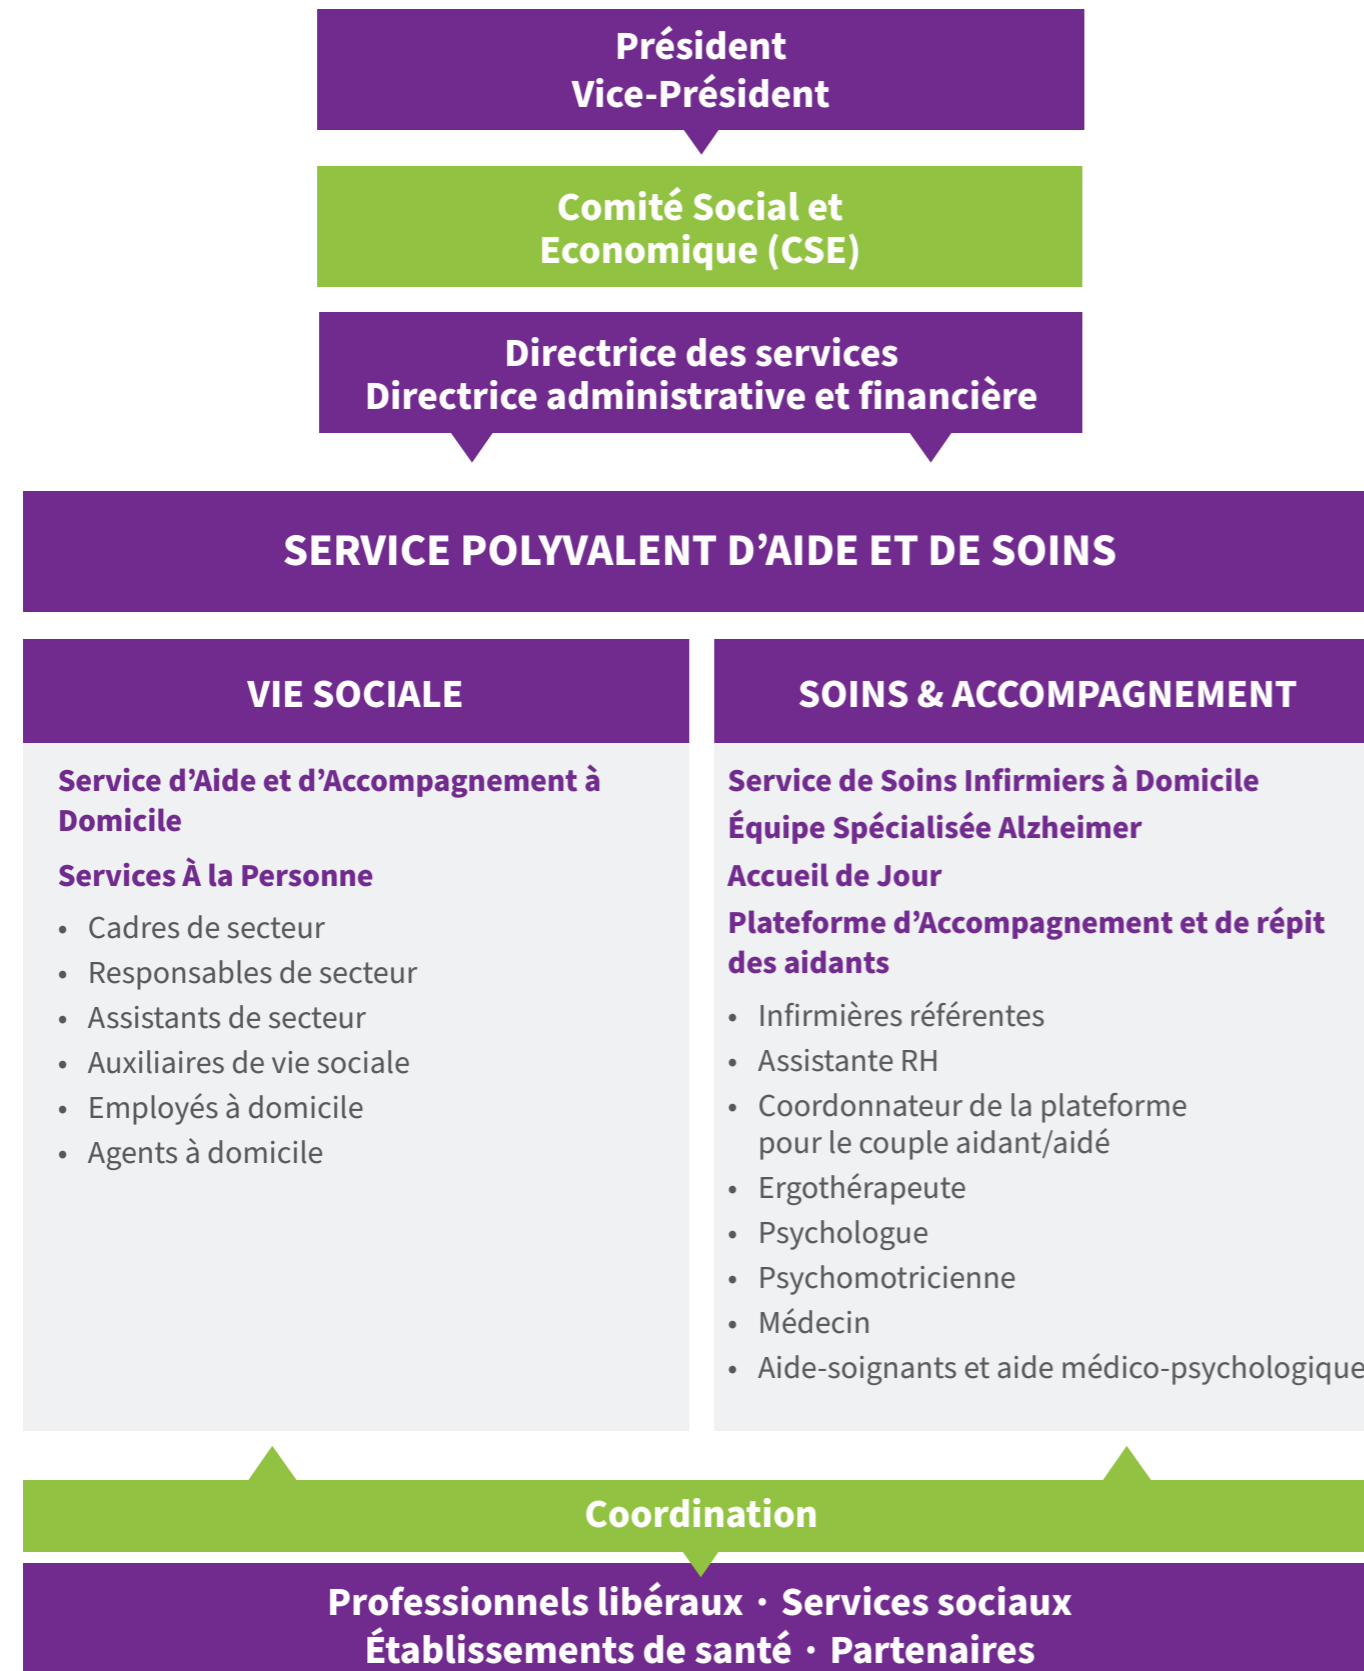 Président
Vice-Président
Comité Social et
Economique (CSE)
Directrice des services
Directrice administrative et financière
SERVICE POLYVALENT D’AIDE ET DE SOINS
VIE SOCIALE
Service d’Aide et d’Accompagnement à
Domicile
Services À la Personne
• Cadres de secteur
• Responsables de secteur
• Assistants de secteur
• Auxiliaires de vie sociale
• Employés à domicile
• Agents à domicile
SOINS & ACCOMPAGNEMENT
Service de Soins Infirmiers à Domicile
Équipe Spécialisée Alzheimer
Accueil de Jour
Plateforme d’Accompagnement et de répit
des aidants
• Infirmières référentes
• Assistante RH
• Coordonnateur de la plateforme
pour le couple aidant/aidé
• Ergothérapeute
• Psychologue
• Psychomotricienne
• Médecin
• Aide-soignants et aide médico-psychologique
Coordination
Professionnels libéraux · Services sociaux
Établissements de santé · Partenaires